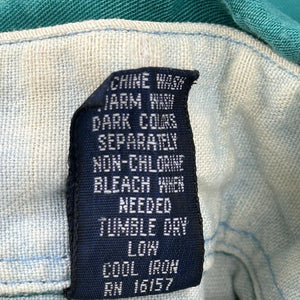 CHINE WASH
WARM WASH
DARK COLORS
SEPARATELY
NON-CHLORINE
BLEACH WHEN
NEEDED
TUMBLE DRY
LOW
COOL IRON
RN 16157